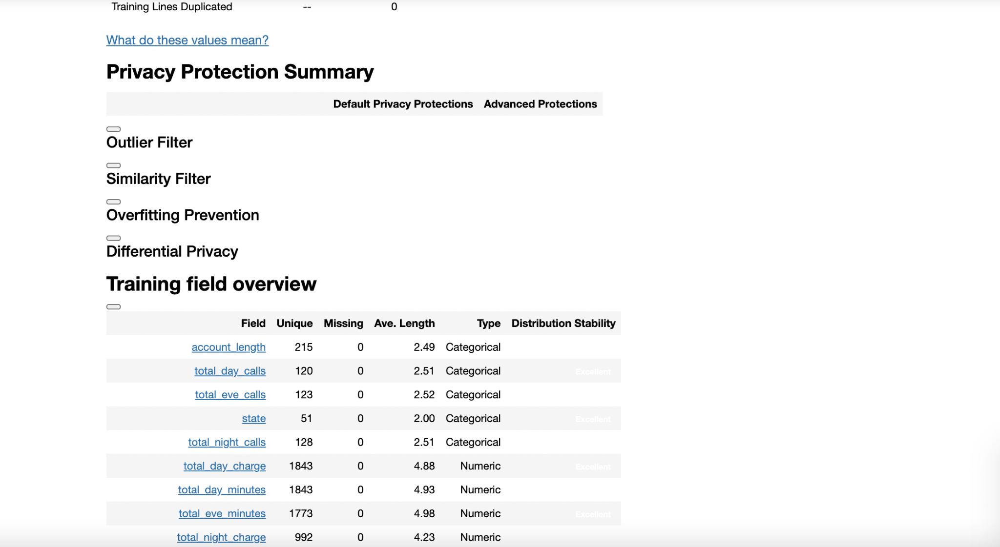 Training Lines Duplicated -- 0
What do these values mean?
Privacy Protection Summary
Default Privacy Protections Advanced Protections
Outlier Filter
Similarity Filter
Overfitting Prevention
Differential Privacy
Training field overview
Field Unique Missing Ave. Length Type Distribution Stability
account_length 215 0 2.49 Categorical
total_day_calls 120 0 2.51 Categorical Excellent
total_eve_calls 123 0 2.52 Categorical
state 51 0 2.00 Categorical Excellent
total_night_calls 128 0 2.51 Categorical
total_day_charge 1843 0 4.88 Numeric Excellent
total_day_minutes 1843 0 4.93 Numeric
total_eve_minutes 1773 0 4.98 Numeric Excellent
total_night_charge 992 0 4.23 Numeric